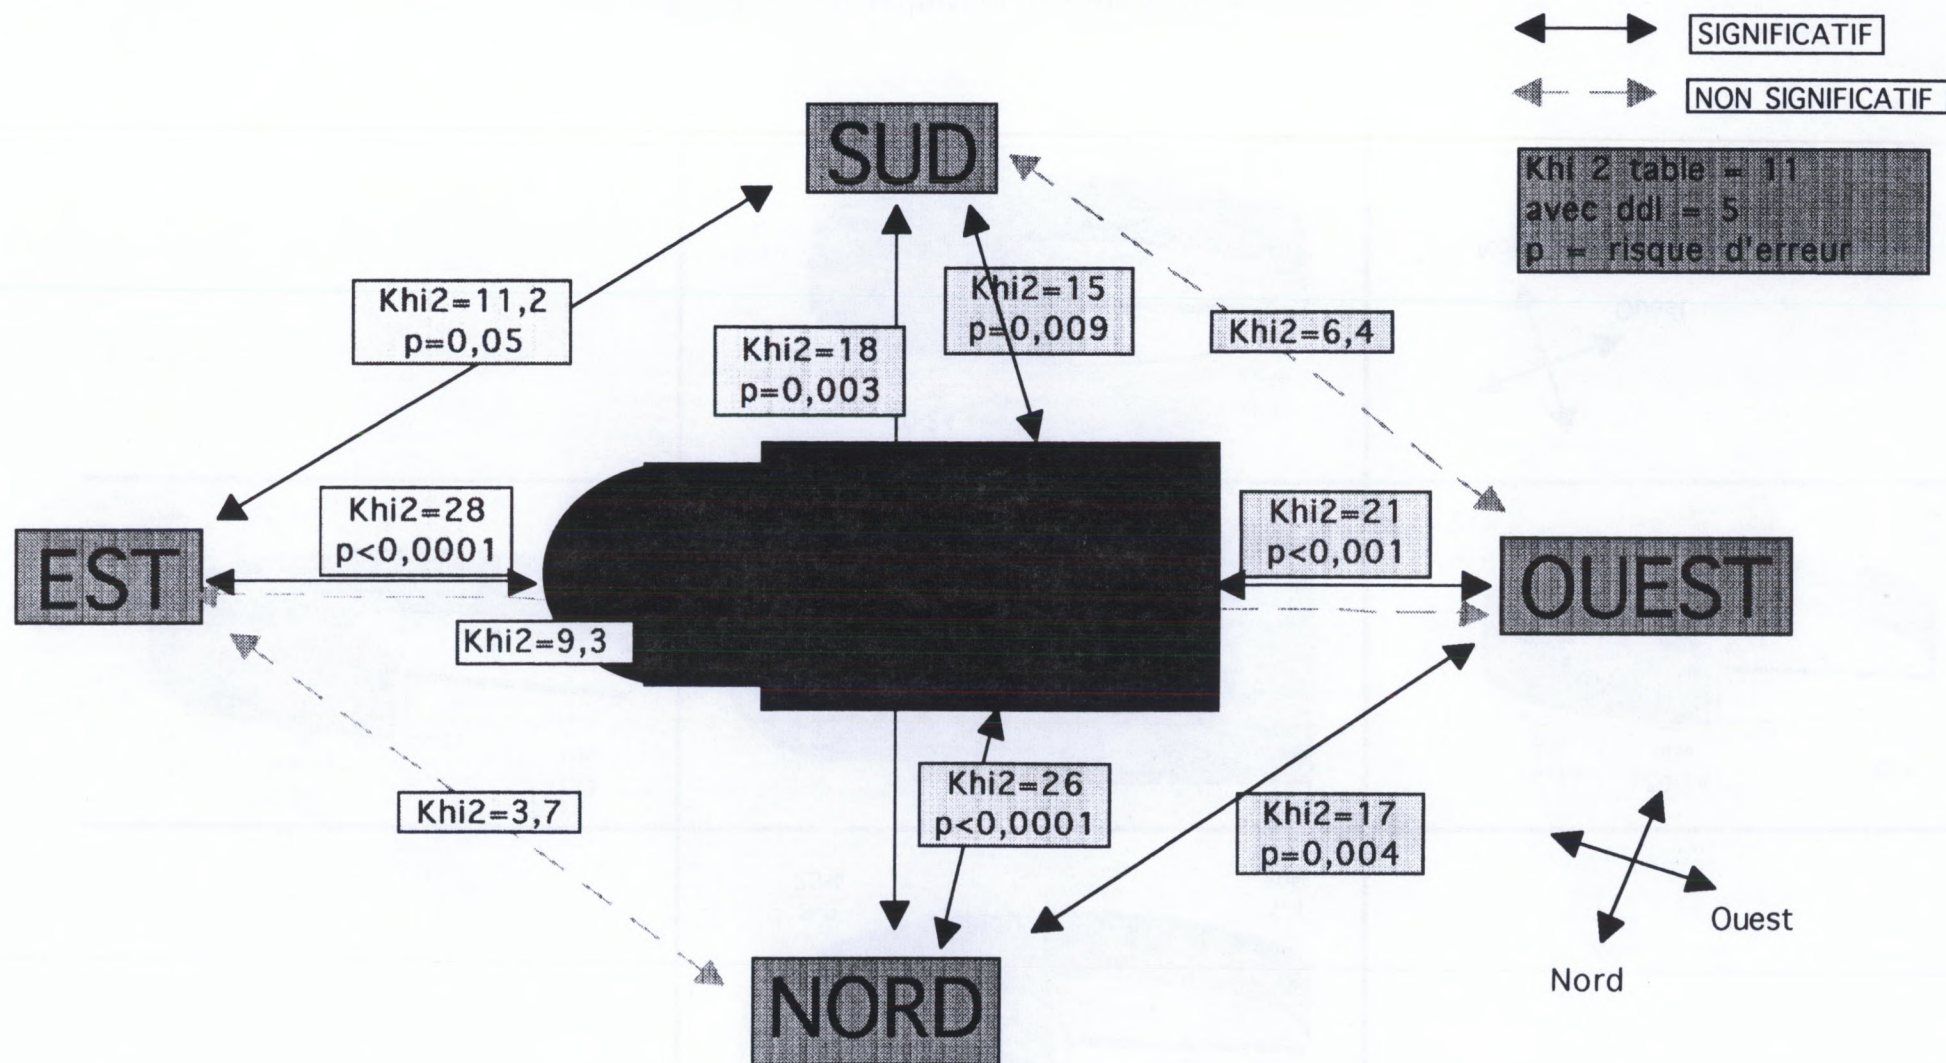 SIGNIFICATIF
NON SIGNIFICATIF
SUD
Khi 2 table = 11
avec ddl = 5
p = risque d'erreur
Khi2=11,2
p=0,05
Khi2=15
p=0,009
Khi2=18
p=0,003
Khi2=6,4
Khi2=28
p<0,0001
Khi2=21
p<0,001
EST
OUEST
Khi2=9,3
Khi2=26
p<0,0001
Khi2=3,7
Khi2=17
p=0,004
Ouest
Nord
NORD